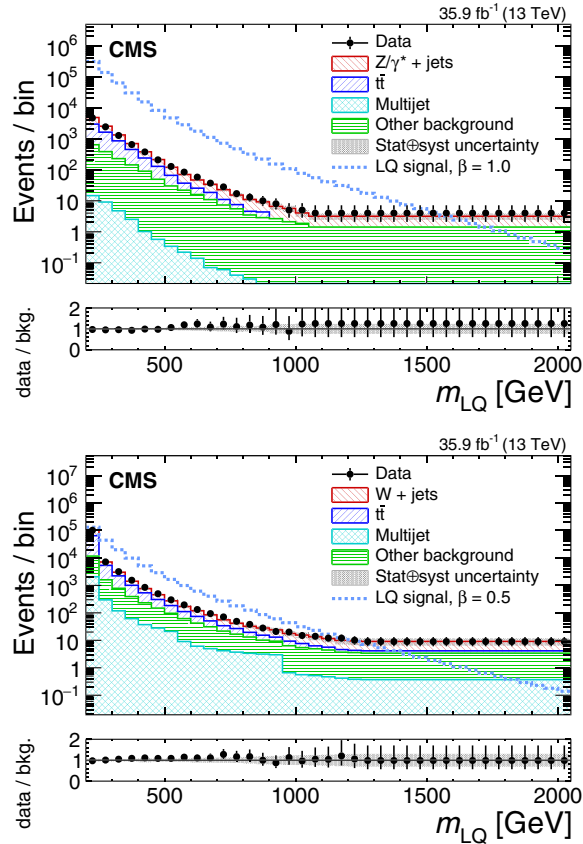 35.9 fb⁻¹ (13 TeV)
CMS
Data
Z/γ* + jets
tt̄
Multijet
Other background
Stat⊕syst uncertainty
LQ signal, β = 1.0
Events / bin
10⁶
10⁵
10⁴
10³
10²
10
1
10⁻¹
data / bkg.
2
1
0
500
1000
1500
2000
m_LQ [GeV]
35.9 fb⁻¹ (13 TeV)
CMS
Data
W + jets
tt̄
Multijet
Other background
Stat⊕syst uncertainty
LQ signal, β = 0.5
Events / bin
10⁷
10⁶
10⁵
10⁴
10³
10²
10
1
10⁻¹
data / bkg.
2
1
0
500
1000
1500
2000
m_LQ [GeV]